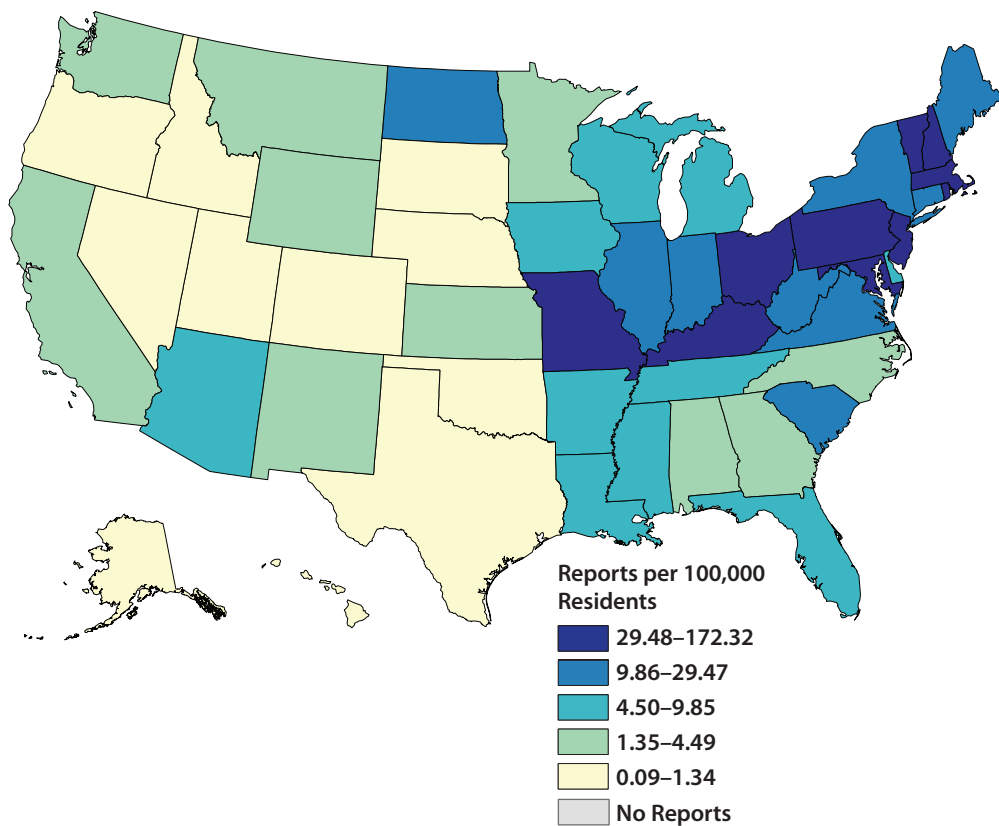 Reports per 100,000
Residents
29.48–172.32
9.86–29.47
4.50–9.85
1.35–4.49
0.09–1.34
No Reports